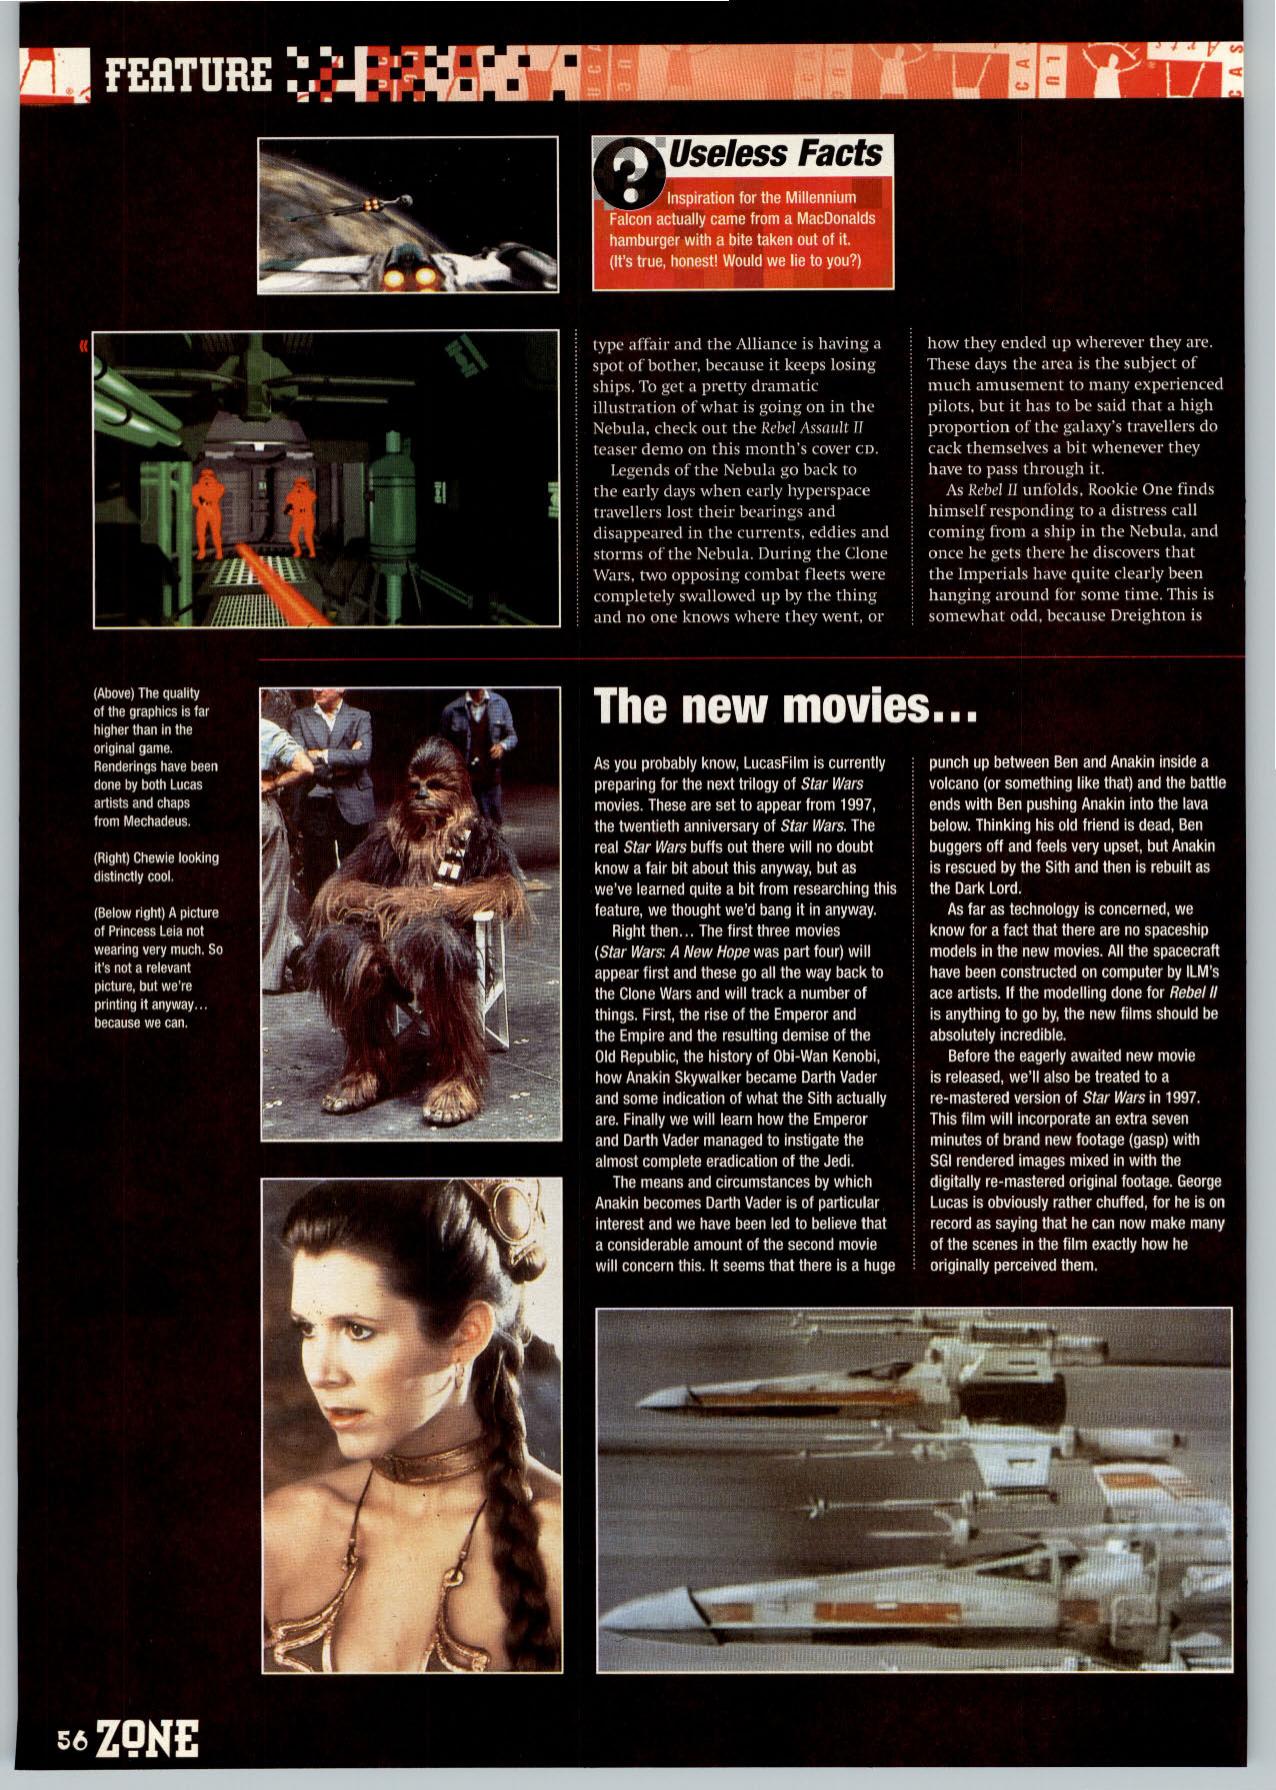 FEATURE
Useless Facts
Inspiration for the Millennium
Falcon actually came from a MacDonalds
hamburger with a bite taken out of it.
(It's true, honest! Would we lie to you?)
«
type affair and the Alliance is having a
spot of bother, because it keeps losing
ships. To get a pretty dramatic
illustration of what is going on in the
Nebula, check out the Rebel Assault II
teaser demo on this month's cover CD.
Legends of the Nebula go back to
the early days when early hyperspace
travellers lost their bearings and
disappeared in the currents, eddies and
storms of the Nebula. During the Clone
Wars, two opposing combat fleets were
completely swallowed up by the thing
and no one knows where they went, or
how they ended up wherever they are.
These days the area is the subject of
much amusement to many experienced
pilots, but it has to be said that a high
proportion of the galaxy's travellers do
cack themselves a bit whenever they
have to pass through it.
As Rebel II unfolds, Rookie One finds
himself responding to a distress call
coming from a ship in the Nebula, and
once he gets there he discovers that
the Imperials have quite clearly been
hanging around for some time. This is
somewhat odd, because Dreighton is
(Above) The quality
of the graphics is far
higher than in the
original game.
Renderings have been
done by both Lucas
artists and chaps
from Mechadeus.
(Right) Chewie looking
distinctly cool.
(Below right) A picture
of Princess Leia not
wearing very much. So
it's not a relevant
picture, but we're
printing it anyway...
because we can.
The new movies...
As you probably know, LucasFilm is currently
preparing for the next trilogy of Star Wars
movies. These are set to appear from 1997,
the twentieth anniversary of Star Wars. The
real Star Wars buffs out there will no doubt
know a fair bit about this anyway, but as
we've learned quite a bit from researching this
feature, we thought we'd bang it in anyway.
Right then... The first three movies
(Star Wars: A New Hope was part four) will
appear first and these go all the way back to
the Clone Wars and will track a number of
things. First, the rise of the Emperor and
the Empire and the resulting demise of the
Old Republic, the history of Obi-Wan Kenobi,
how Anakin Skywalker became Darth Vader
and some indication of what the Sith actually
are. Finally we will learn how the Emperor
and Darth Vader managed to instigate the
almost complete eradication of the Jedi.
The means and circumstances by which
Anakin becomes Darth Vader is of particular
interest and we have been led to believe that
a considerable amount of the second movie
will concern this. It seems that there is a huge
punch up between Ben and Anakin inside a
volcano (or something like that) and the battle
ends with Ben pushing Anakin into the lava
below. Thinking his old friend is dead, Ben
buggers off and feels very upset, but Anakin
is rescued by the Sith and then is rebuilt as
the Dark Lord.
As far as technology is concerned, we
know for a fact that there are no spaceship
models in the new movies. All the spacecraft
have been constructed on computer by ILM's
ace artists. If the modelling done for Rebel II
is anything to go by, the new films should be
absolutely incredible.
Before the eagerly awaited new movie
is released, we'll also be treated to a
re-mastered version of Star Wars in 1997.
This film will incorporate an extra seven
minutes of brand new footage (gasp) with
SGI rendered images mixed in with the
digitally re-mastered original footage. George
Lucas is obviously rather chuffed, for he is on
record as saying that he can now make many
of the scenes in the film exactly how he
originally perceived them.
56 ZONE